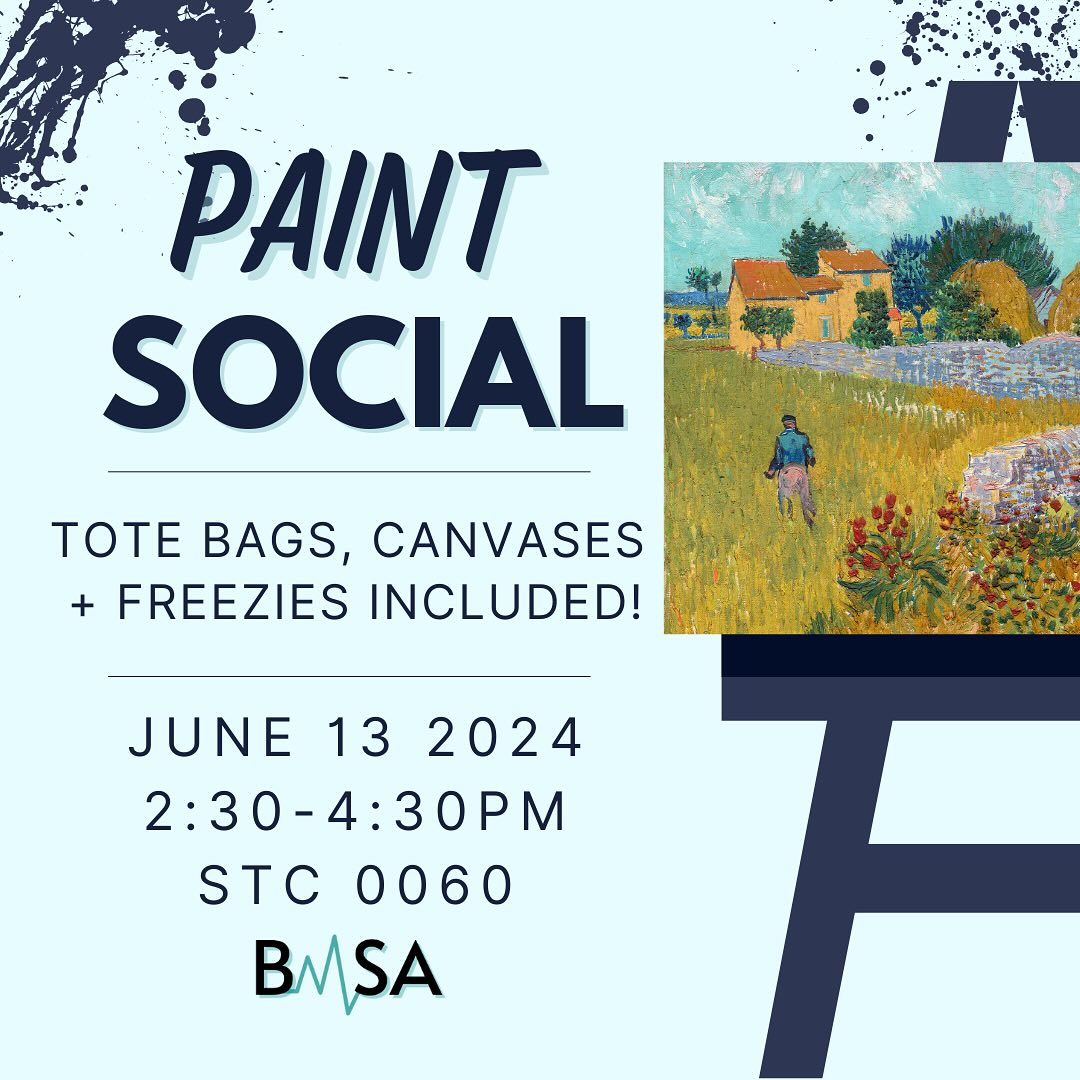 PAINT
SOCIAL
TOTE BAGS, CANVASES
+ FREEZIES INCLUDED!
JUNE 13 2024
2:30-4:30PM
STC 0060
BMSA